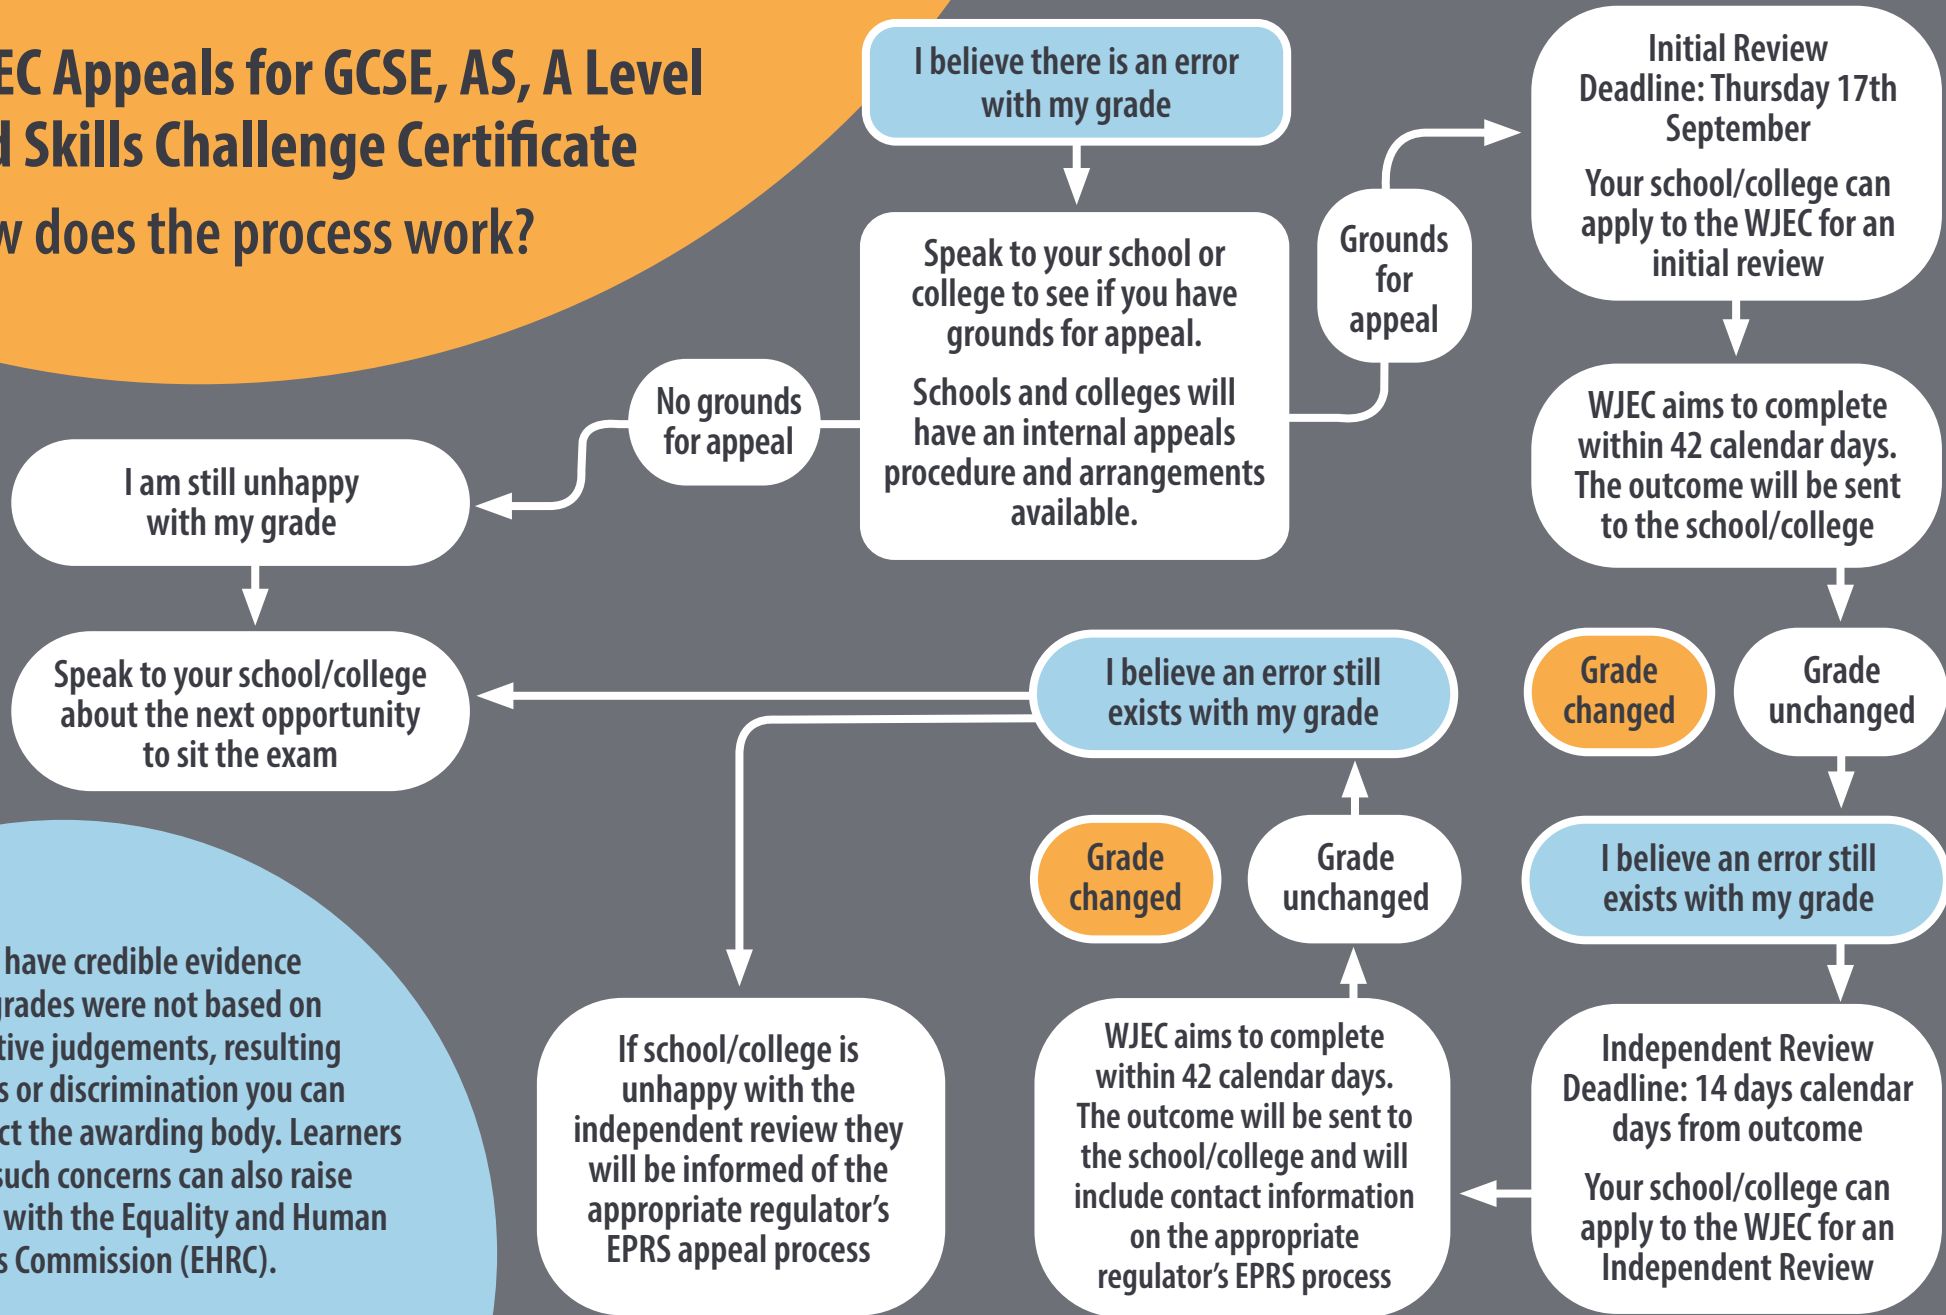 EC Appeals for GCSE, AS, A Level
d Skills Challenge Certificate
w does the process work?
I believe there is an error
with my grade
Speak to your school or
college to see if you have
grounds for appeal.
Schools and colleges will
have an internal appeals
procedure and arrangements
available.
Grounds
for
appeal
Initial Review
Deadline: Thursday 17th
September
Your school/college can
apply to the WJEC for an
initial review
WJEC aims to complete
within 42 calendar days.
The outcome will be sent
to the school/college
Grade
changed
Grade
unchanged
I believe an error still
exists with my grade
Independent Review
Deadline: 14 days calendar
days from outcome
Your school/college can
apply to the WJEC for an
Independent Review
WJEC aims to complete
within 42 calendar days.
The outcome will be sent to
the school/college and will
include contact information
on the appropriate
regulator's EPRS process
Grade
changed
Grade
unchanged
I believe an error still
exists with my grade
If school/college is
unhappy with the
independent review they
will be informed of the
appropriate regulator's
EPRS appeal process
No grounds
for appeal
I am still unhappy
with my grade
Speak to your school/college
about the next opportunity
to sit the exam
have credible evidence
grades were not based on
tive judgements, resulting
s or discrimination you can
ct the awarding body. Learners
such concerns can also raise
with the Equality and Human
s Commission (EHRC).